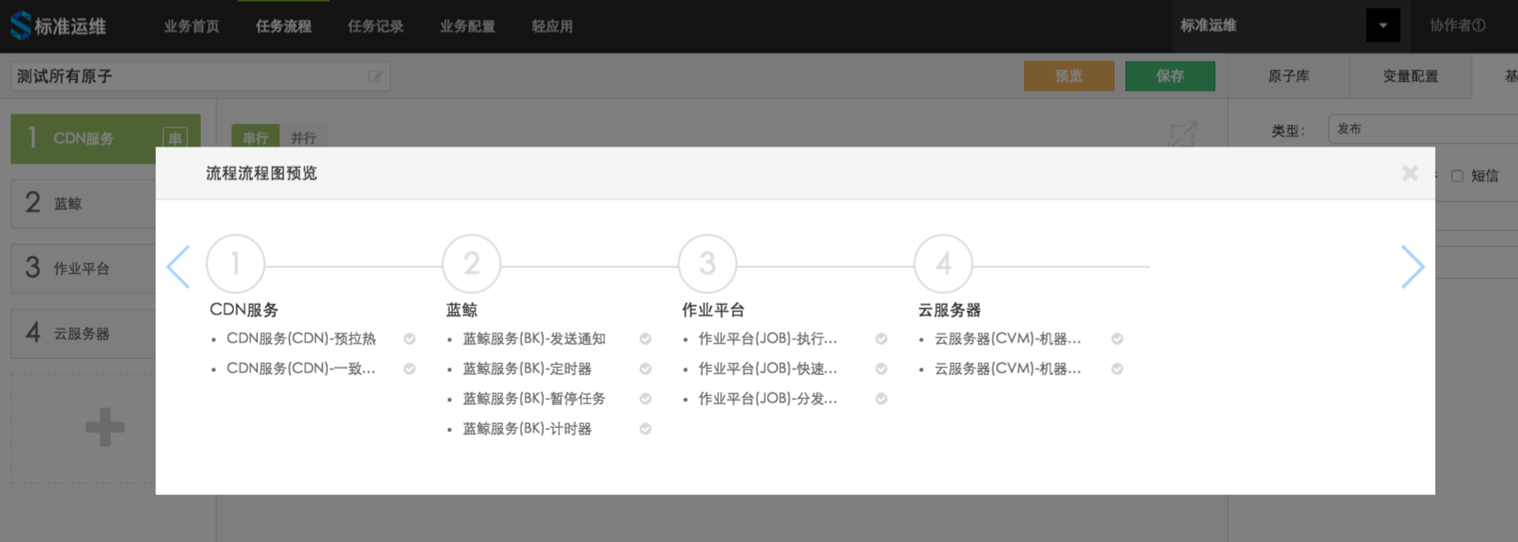 标准运维 业务首页 任务流程 任务记录 业务配置 轻应用 标准运维 协作者①
测试所有原子 预览 保存 原子库 变量配置 基
1 CDN服务 串
串行 并行
类型: 发布
短信
2 蓝鲸
3 作业平台
4 云服务器
流程流程图预览
1 2 3 4
CDN服务 蓝鲸 作业平台 云服务器
• CDN服务(CDN)-预拉热 • 蓝鲸服务(BK)-发送通知 • 作业平台(JOB)-执行... • 云服务器(CVM)-机器...
• CDN服务(CDN)-一致... • 蓝鲸服务(BK)-定时器 • 作业平台(JOB)-快速... • 云服务器(CVM)-机器...
• 蓝鲸服务(BK)-暂停任务 • 作业平台(JOB)-分发...
• 蓝鲸服务(BK)-计时器